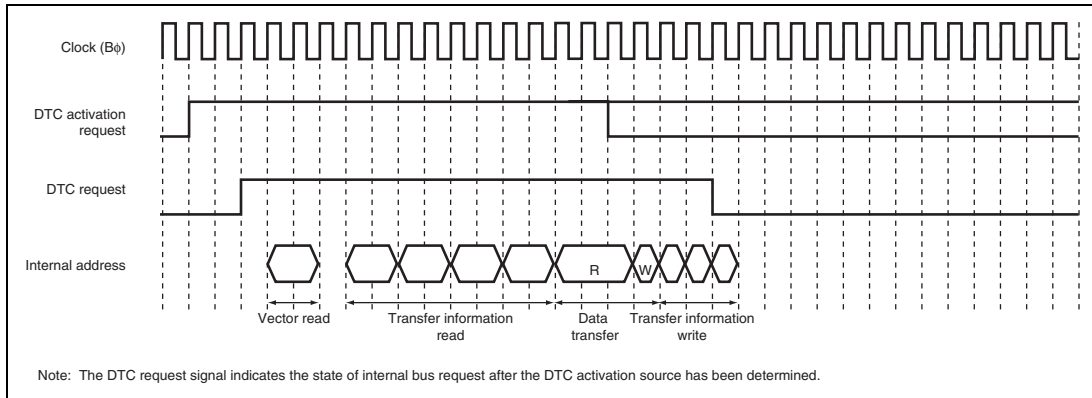 Clock (Bϕ)
DTC activation
request
DTC request
Internal address
R
W
Vector read
Transfer information
read
Data
transfer
Transfer information
write
Note: The DTC request signal indicates the state of internal bus request after the DTC activation source has been determined.